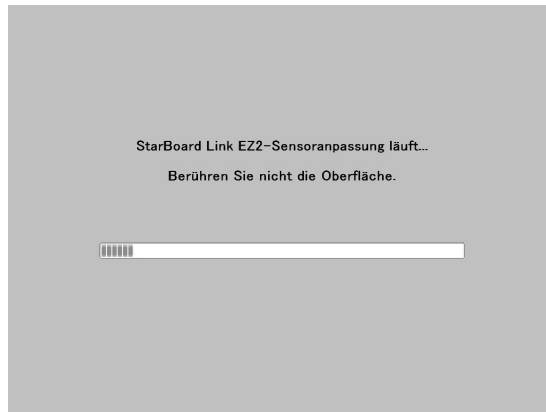 StarBoard Link EZ2-Sensoranpassung läuft...
Berühren Sie nicht die Oberfläche.